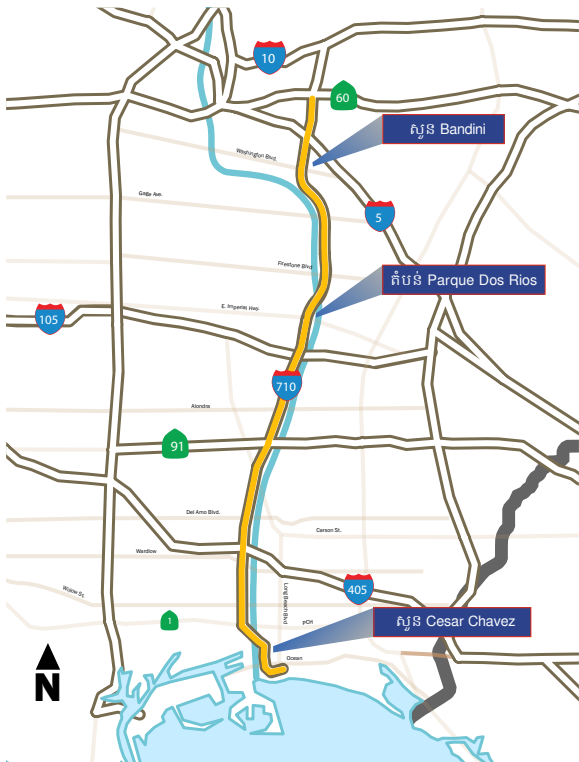 10
60
សួន Bandini
Washington Blvd.
Gage Ave.
5
Firestone Blvd
តំបន់ Parque Dos Rios
E. Imperial Hwy.
105
710
Alondra
91
Del Amo Blvd.
Carson St.
Wardlow
405
Willow St.
Long Beach Blvd
1
PCH
សួន Cesar Chavez
Ocean
N